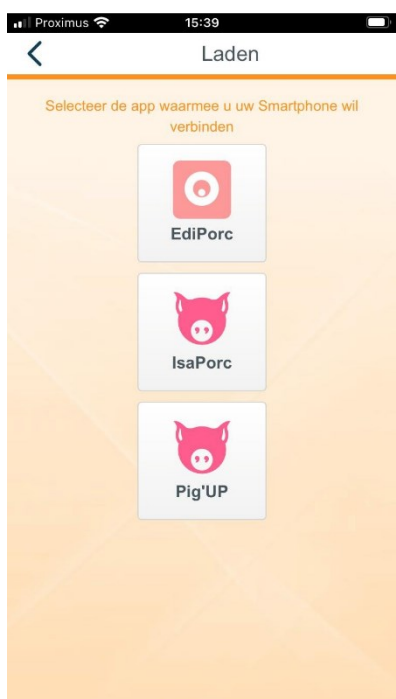 Proximus 15:39
Laden
Selecteer de app waarmee u uw Smartphone wil
verbinden
EdiPorc
IsaPorc
Pig'UP